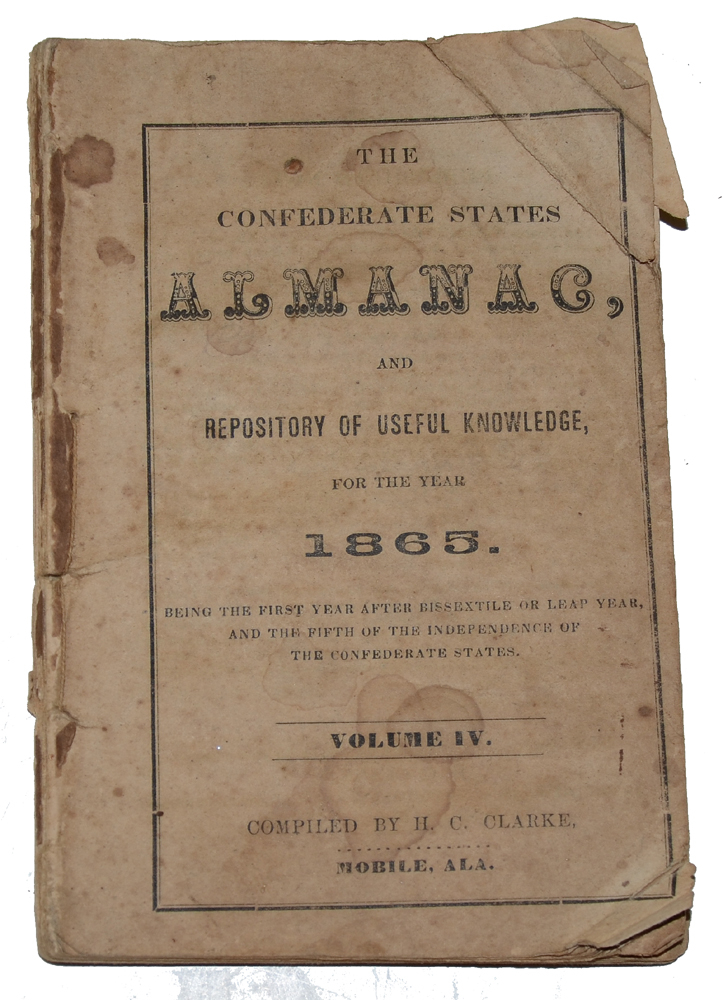 THE
CONFEDERATE STATES
ALMANAC,
AND
REPOSITORY OF USEFUL KNOWLEDGE,
FOR THE YEAR
1865.
BEING THE FIRST YEAR AFTER BISSEXTILE OR LEAP YEAR,
AND THE FIFTH OF THE INDEPENDENCE OF
THE CONFEDERATE STATES.
VOLUME IV.
COMPILED BY H. C. CLARKE,
MOBILE, ALA.